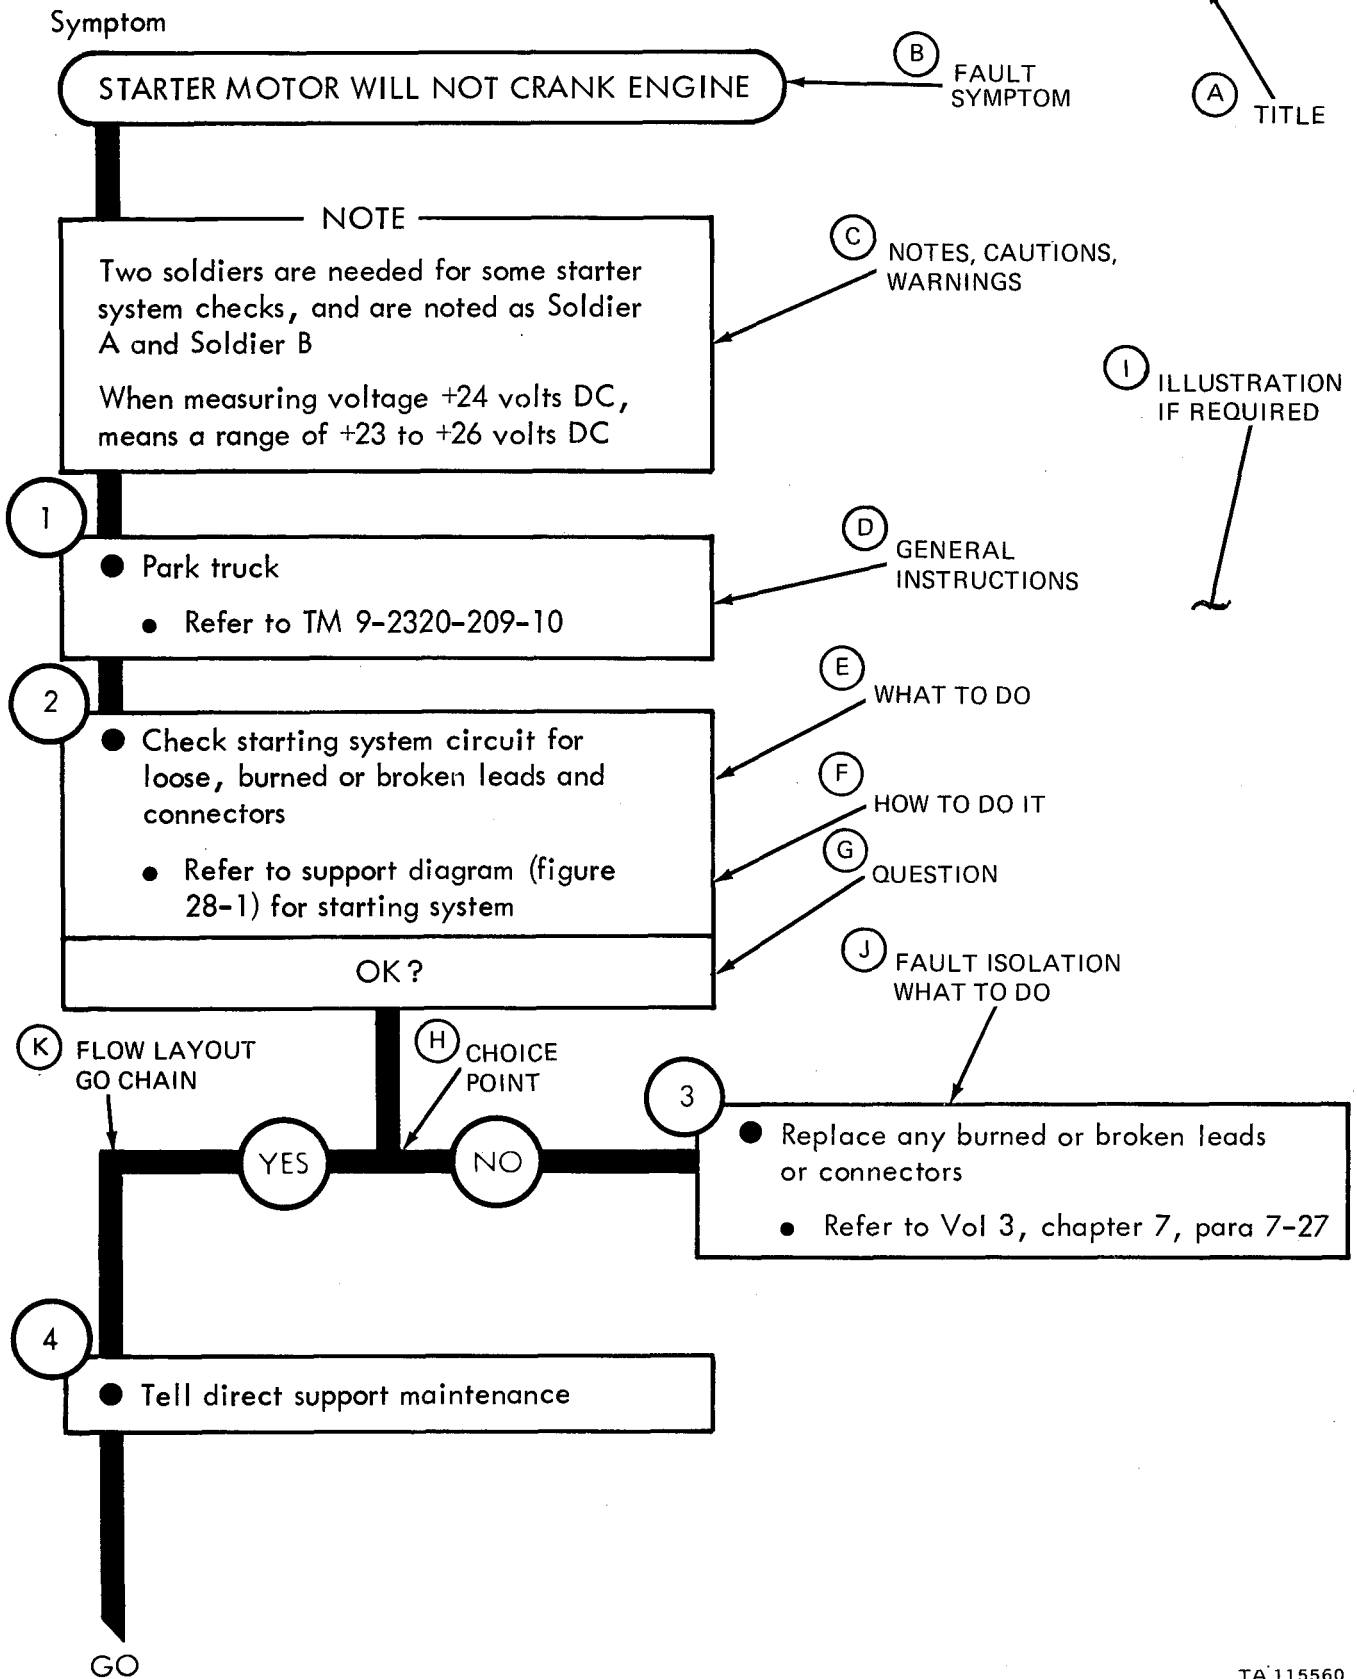 Symptom
STARTER MOTOR WILL NOT CRANK ENGINE
B
FAULT
SYMPTOM
A
TITLE
NOTE
Two soldiers are needed for some starter
system checks, and are noted as Soldier
A and Soldier B
When measuring voltage +24 volts DC,
means a range of +23 to +26 volts DC
C
NOTES, CAUTIONS,
WARNINGS
I
ILLUSTRATION
IF REQUIRED
1
● Park truck
● Refer to TM 9-2320-209-10
D
GENERAL
INSTRUCTIONS
2
● Check starting system circuit for
loose, burned or broken leads and
connectors
● Refer to support diagram (figure
28-1) for starting system
OK?
E
WHAT TO DO
F
HOW TO DO IT
G
QUESTION
J
FAULT ISOLATION
WHAT TO DO
K
FLOW LAYOUT
GO CHAIN
H
CHOICE
POINT
YES
NO
3
● Replace any burned or broken leads
or connectors
● Refer to Vol 3, chapter 7, para 7-27
4
● Tell direct support maintenance
GO
TA 115560